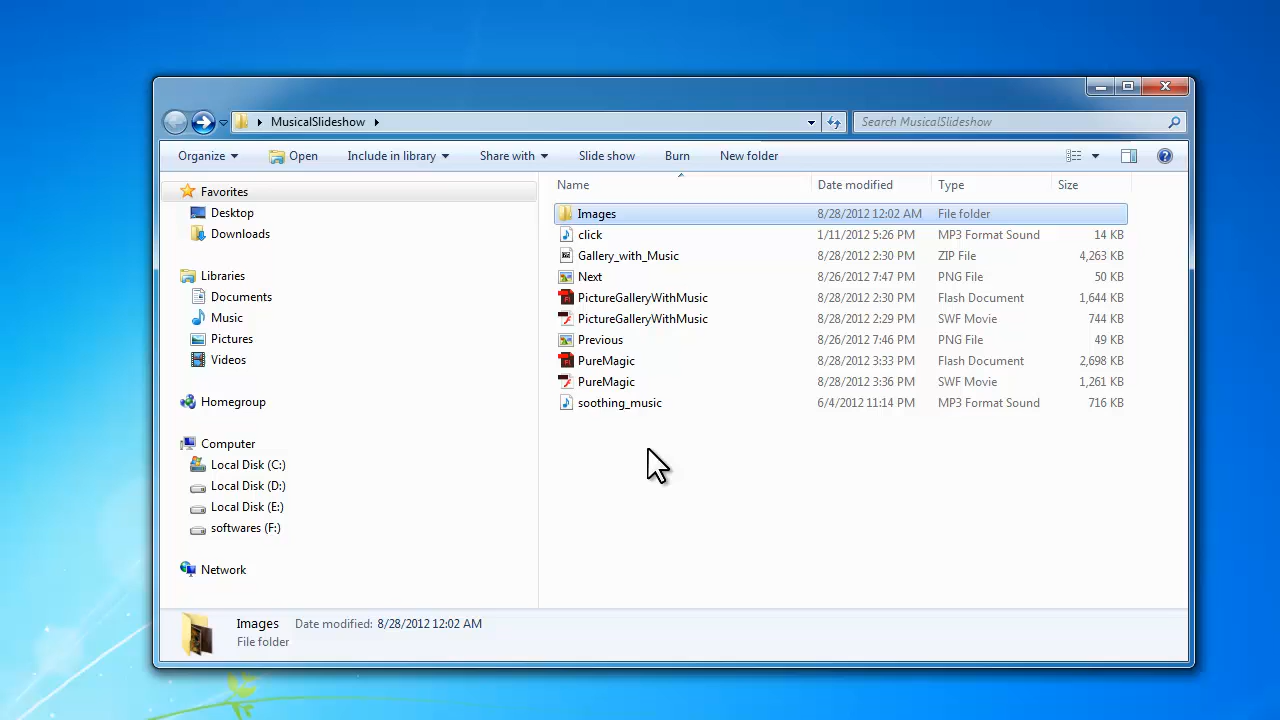 MusicalSlideshow
Search MusicalSlideshow
Organize Open Include in library Share with Slide show Burn New folder
Favorites
Desktop
Downloads
Libraries
Documents
Music
Pictures
Videos
Homegroup
Computer
Local Disk (C:)
Local Disk (D:)
Local Disk (E:)
softwares (F:)
Network
Name Date modified Type Size
Images 8/28/2012 12:02 AM File folder
click 1/11/2012 5:26 PM MP3 Format Sound 14 KB
Gallery_with_Music 8/28/2012 2:30 PM ZIP File 4,263 KB
Next 8/26/2012 7:47 PM PNG File 50 KB
PictureGalleryWithMusic 8/28/2012 2:30 PM Flash Document 1,644 KB
PictureGalleryWithMusic 8/28/2012 2:29 PM SWF Movie 744 KB
Previous 8/26/2012 7:46 PM PNG File 49 KB
PureMagic 8/28/2012 3:33 PM Flash Document 2,698 KB
PureMagic 8/28/2012 3:36 PM SWF Movie 1,261 KB
soothing_music 6/4/2012 11:14 PM MP3 Format Sound 716 KB
Images Date modified: 8/28/2012 12:02 AM
File folder